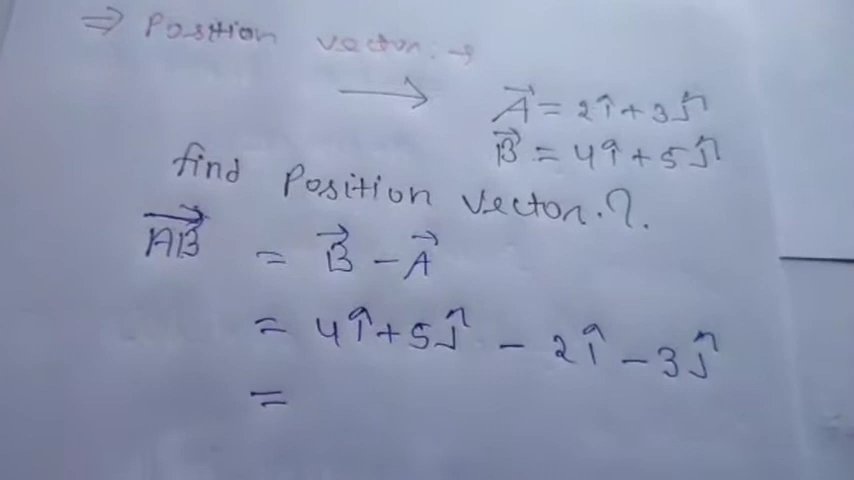 ⇒ Position vector :→
→ A⃗ = 2î + 3ĵ
B⃗ = 4î + 5ĵ
find Position vector.?.
AB⃗ = B⃗ - A⃗
= 4î + 5ĵ - 2î - 3ĵ
=